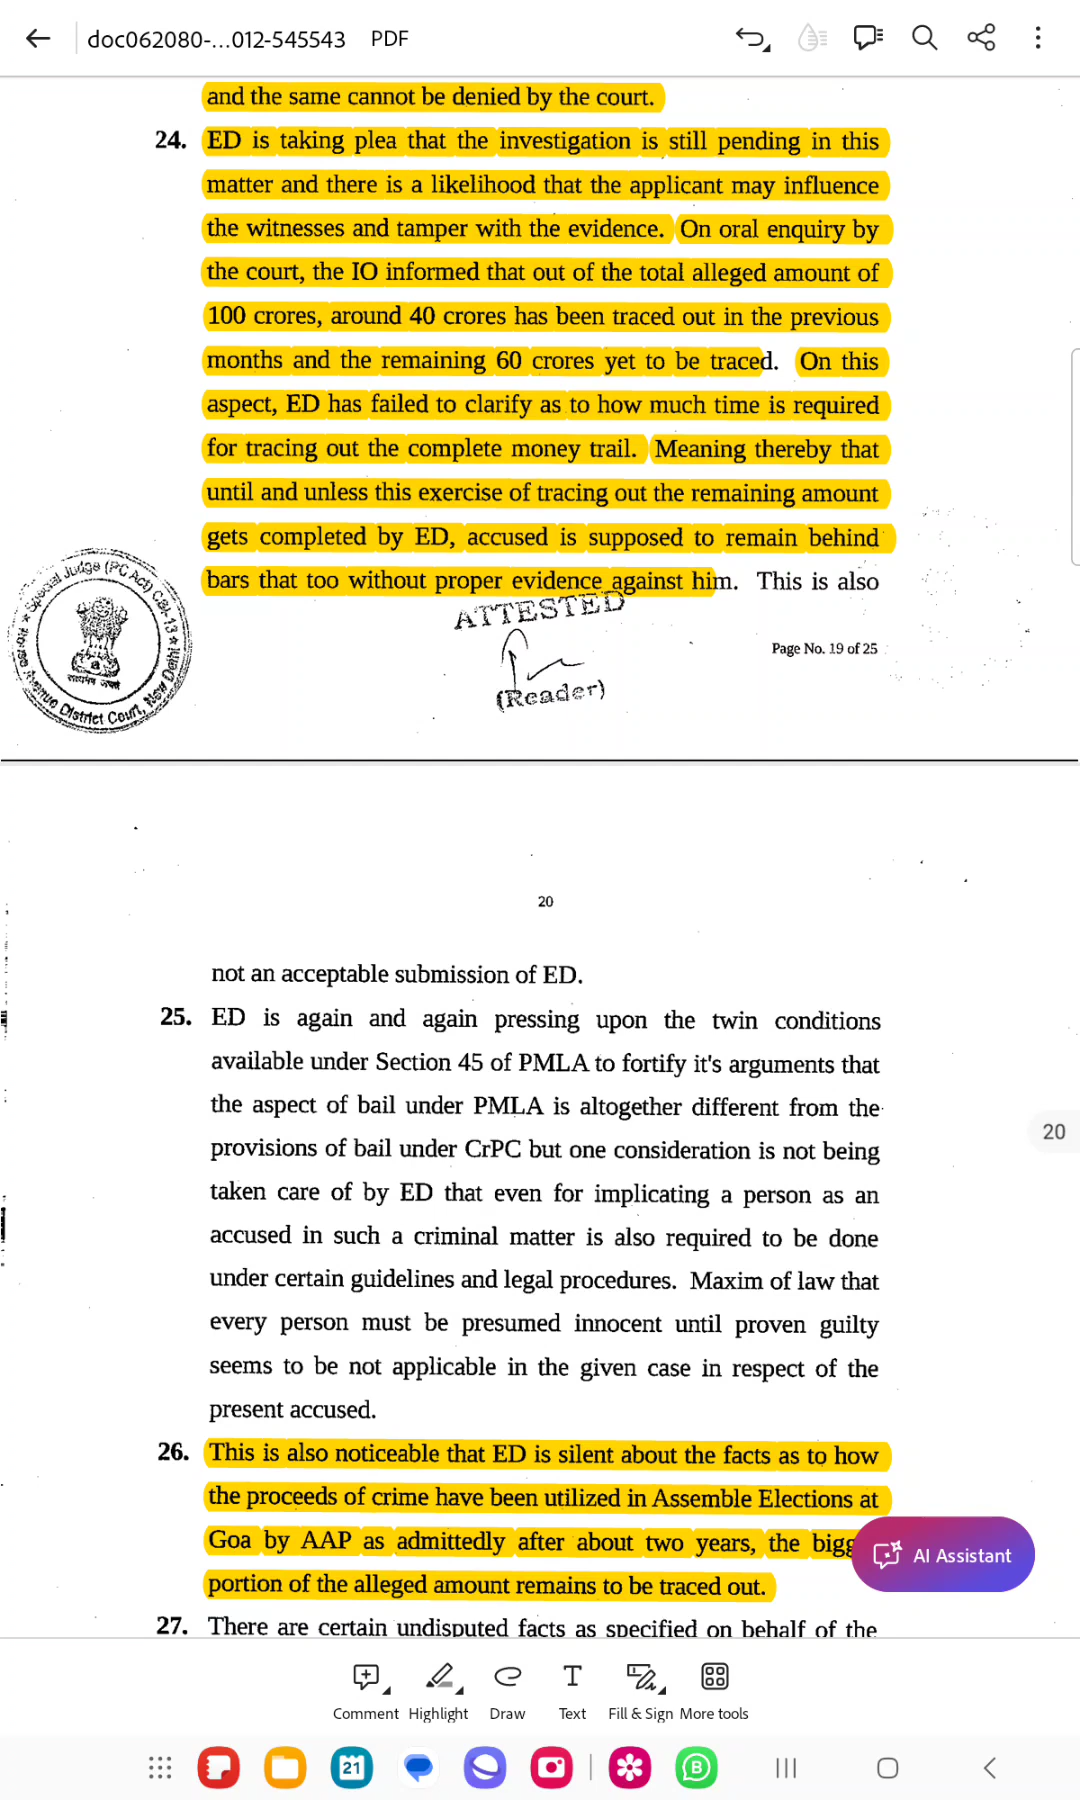 doc062080-...012-545543 PDF
and the same cannot be denied by the court.
24. ED is taking plea that the investigation is still pending in this
matter and there is a likelihood that the applicant may influence
the witnesses and tamper with the evidence. On oral enquiry by
the court, the IO informed that out of the total alleged amount of
100 crores, around 40 crores has been traced out in the previous
months and the remaining 60 crores yet to be traced. On this
aspect, ED has failed to clarify as to how much time is required
for tracing out the complete money trail. Meaning thereby that
until and unless this exercise of tracing out the remaining amount
gets completed by ED, accused is supposed to remain behind
bars that too without proper evidence against him. This is also
Special Judge (PC Act) CBI-13
Avenue District Court, New Delhi
ATTESTED
(Reader)
Page No. 19 of 25
20
not an acceptable submission of ED.
25. ED is again and again pressing upon the twin conditions
available under Section 45 of PMLA to fortify it's arguments that
the aspect of bail under PMLA is altogether different from the
provisions of bail under CrPC but one consideration is not being
20
taken care of by ED that even for implicating a person as an
accused in such a criminal matter is also required to be done
under certain guidelines and legal procedures. Maxim of law that
every person must be presumed innocent until proven guilty
seems to be not applicable in the given case in respect of the
present accused.
26. This is also noticeable that ED is silent about the facts as to how
the proceeds of crime have been utilized in Assemble Elections at
Goa by AAP as admittedly after about two years, the bigg
AI Assistant
portion of the alleged amount remains to be traced out.
27. There are certain undisputed facts as specified on behalf of the
Comment Highlight Draw Text Fill & Sign More tools
21
B